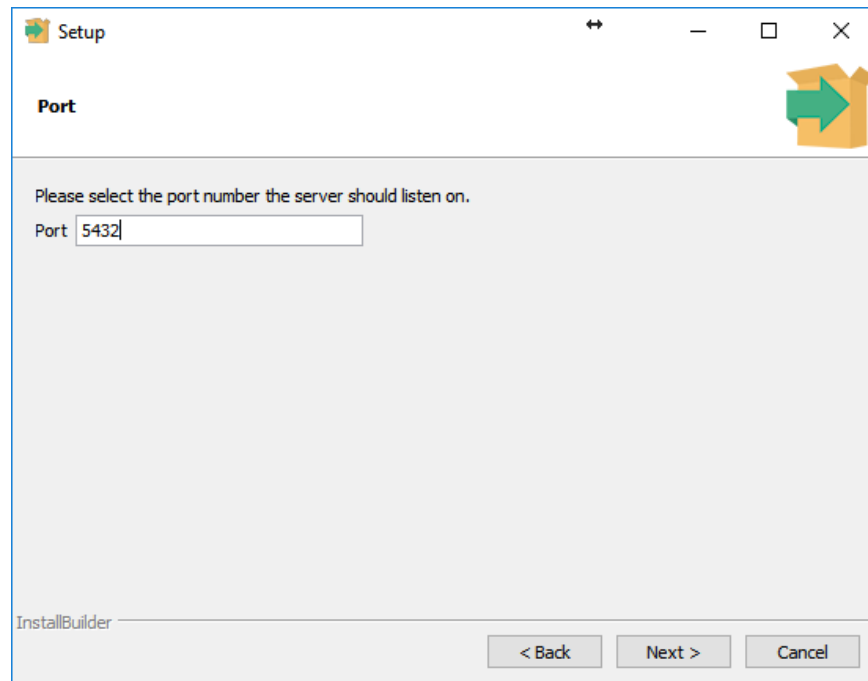 Setup
Port
Please select the port number the server should listen on.
Port 5432
InstallBuilder
< Back Next > Cancel